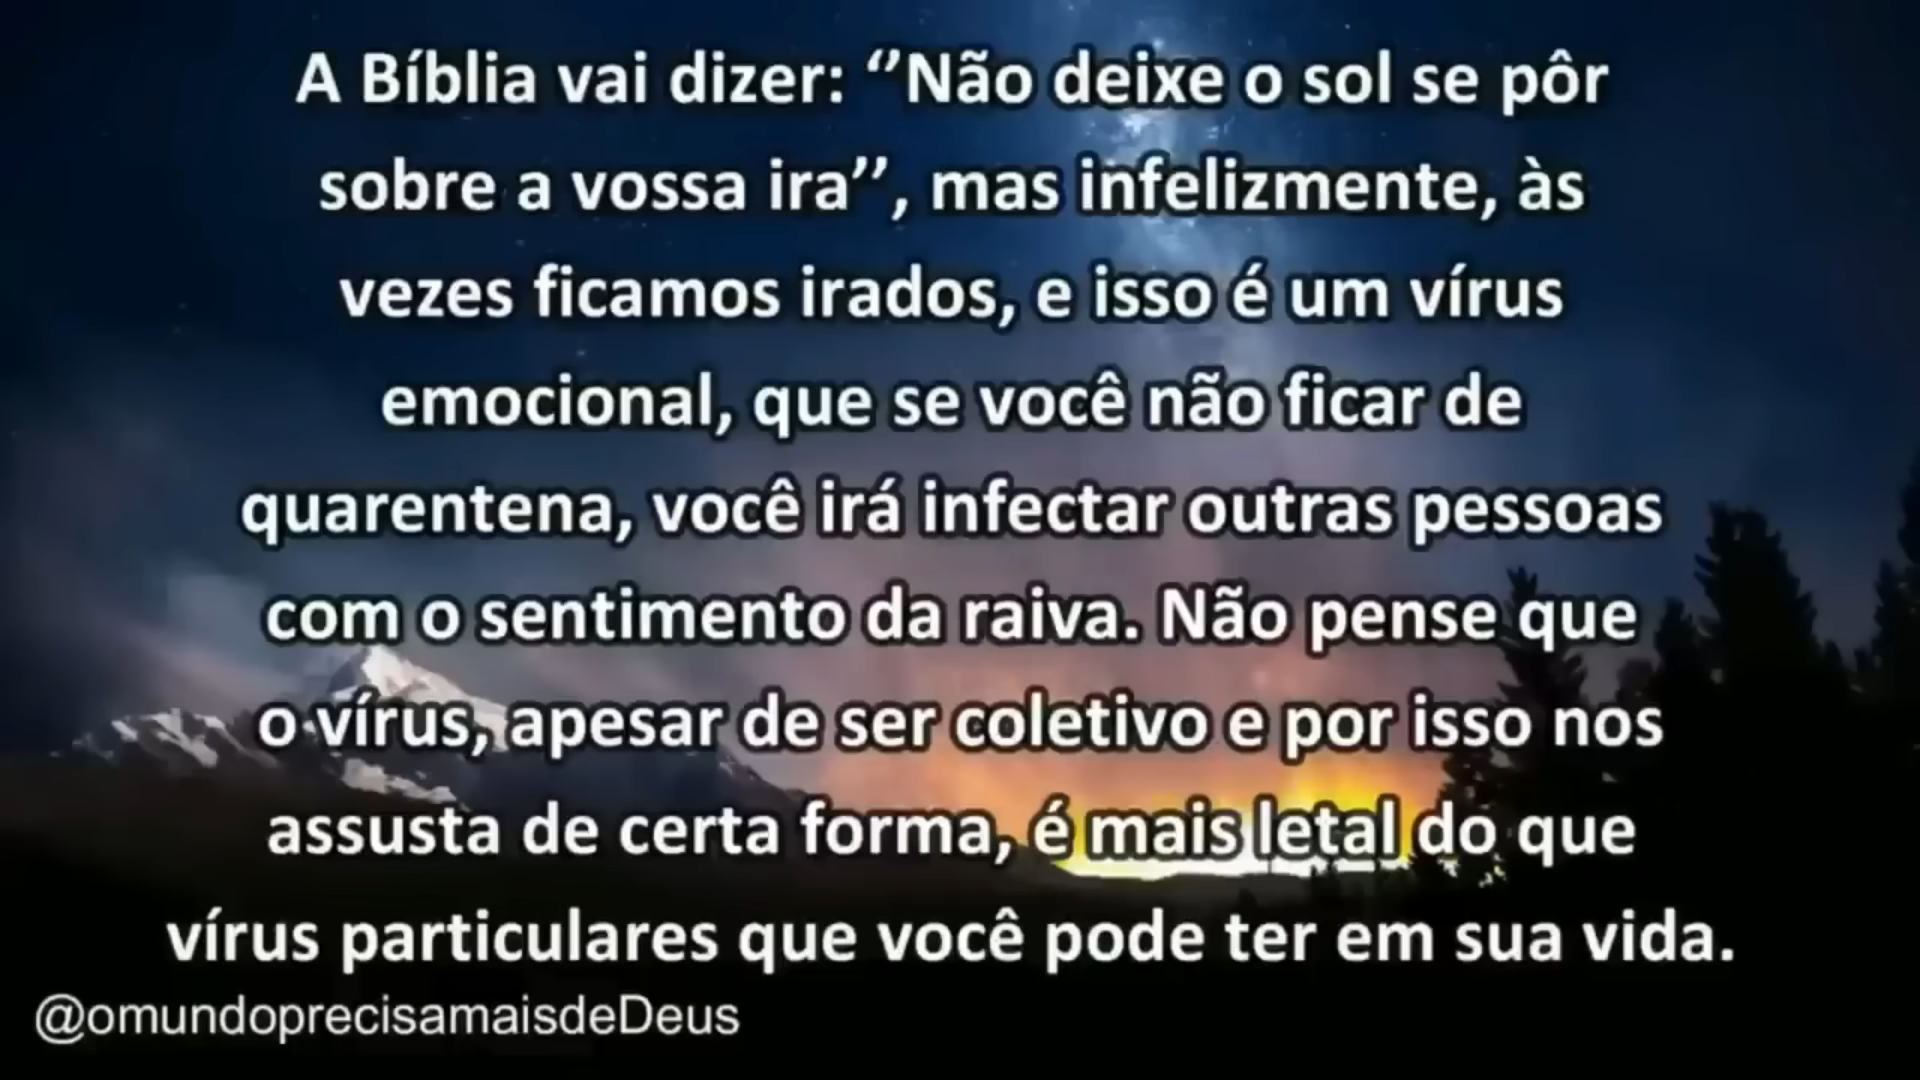 A Bíblia vai dizer: ‘’Não deixe o sol se pôr
sobre a vossa ira’’, mas infelizmente, às
vezes ficamos irados, e isso é um vírus
emocional, que se você não ficar de
quarentena, você irá infectar outras pessoas
com o sentimento da raiva. Não pense que
o vírus, apesar de ser coletivo e por isso nos
assusta de certa forma, é mais letal do que
vírus particulares que você pode ter em sua vida.
@omundoprecisamaisdeDeus